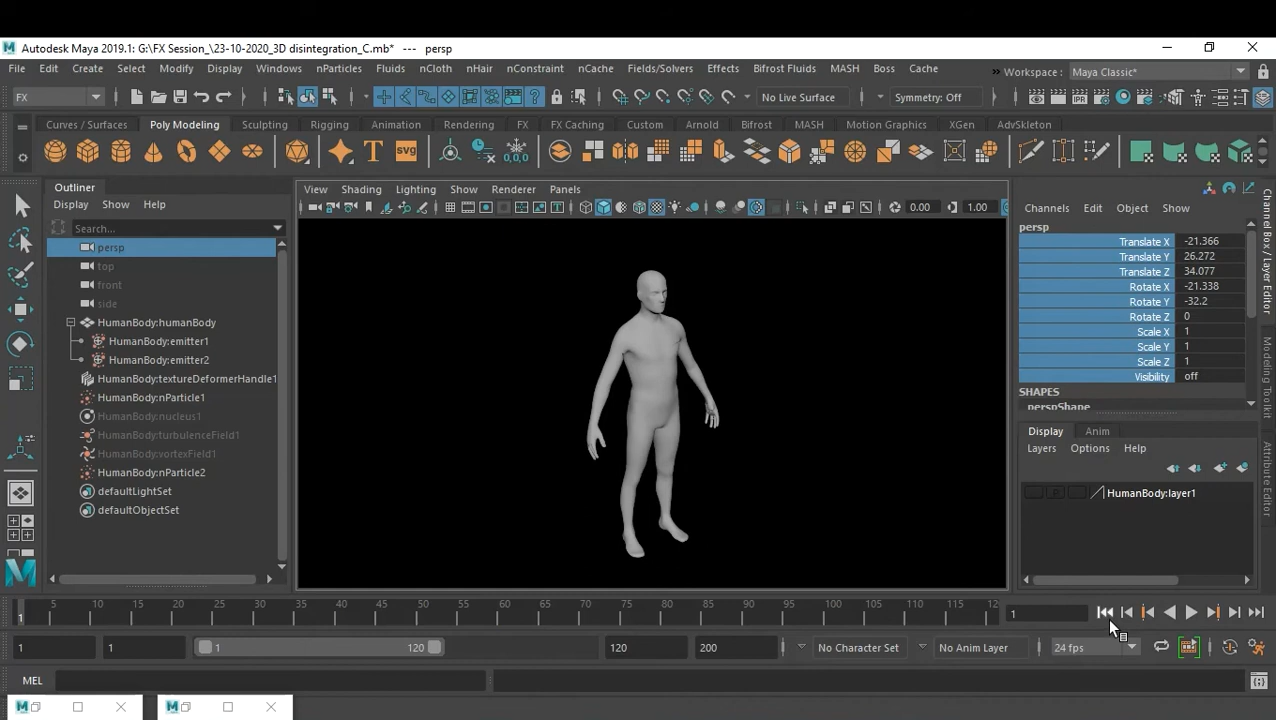 Autodesk Maya 2019.1: G:\FX Session_\23-10-2020_3D disintegration_C.mb* --- persp
File Edit Create Select Modify Display Windows nParticles Fluids nCloth nHair nConstraint nCache Fields/Solvers Effects Bifrost Fluids MASH Boss Cache » Workspace: Maya Classic*
FX No Live Surface Symmetry: Off
Curves / Surfaces Poly Modeling Sculpting Rigging Animation Rendering FX FX Caching Custom Arnold Bifrost MASH Motion Graphics XGen AdvSkeleton
T svg 0,0,0
Outliner
Display Show Help
Search...
persp
top
front
side
HumanBody:humanBody
HumanBody:emitter1
HumanBody:emitter2
HumanBody:textureDeformerHandle1
HumanBody:nParticle1
HumanBody:nucleus1
HumanBody:turbulenceField1
HumanBody:vortexField1
HumanBody:nParticle2
defaultLightSet
defaultObjectSet
View Shading Lighting Show Renderer Panels
0.00 1.00
Channels Edit Object Show
persp
Translate X -21.366
Translate Y 26.272
Translate Z 34.077
Rotate X -21.338
Rotate Y -32.2
Rotate Z 0
Scale X 1
Scale Y 1
Scale Z 1
Visibility off
SHAPES
perspShape
Display Anim
Layers Options Help
HumanBody:layer1
Channel Box / Layer Editor
Modeling Toolkit
Attribute Editor
1 5 10 15 20 25 30 35 40 45 50 55 60 65 70 75 80 85 90 95 100 105 110 115 12 1
1 1 1 120 120 200 No Character Set No Anim Layer 24 fps
MEL